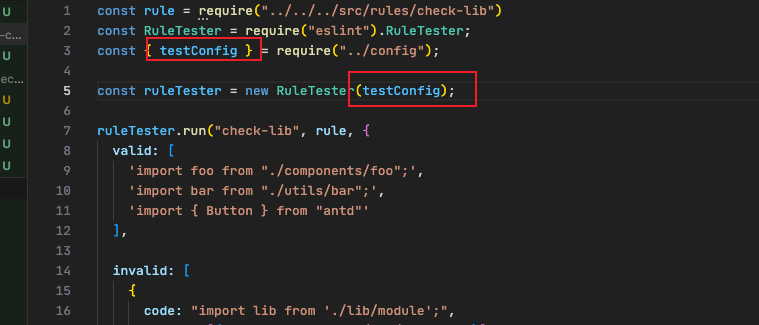 U
-c
U
ec
U
U
U
U
1 const rule = require("../../../src/rules/check-lib")
2 const RuleTester = require("eslint").RuleTester;
3 const { testConfig } = require("../config");
4
5 const ruleTester = new RuleTester(testConfig);
6
7 ruleTester.run("check-lib", rule, {
8 valid: [
9 'import foo from "./components/foo";',
10 'import bar from "./utils/bar";',
11 'import { Button } from "antd"'
12 ],
13
14 invalid: [
15 {
16 code: "import lib from './lib/module';",